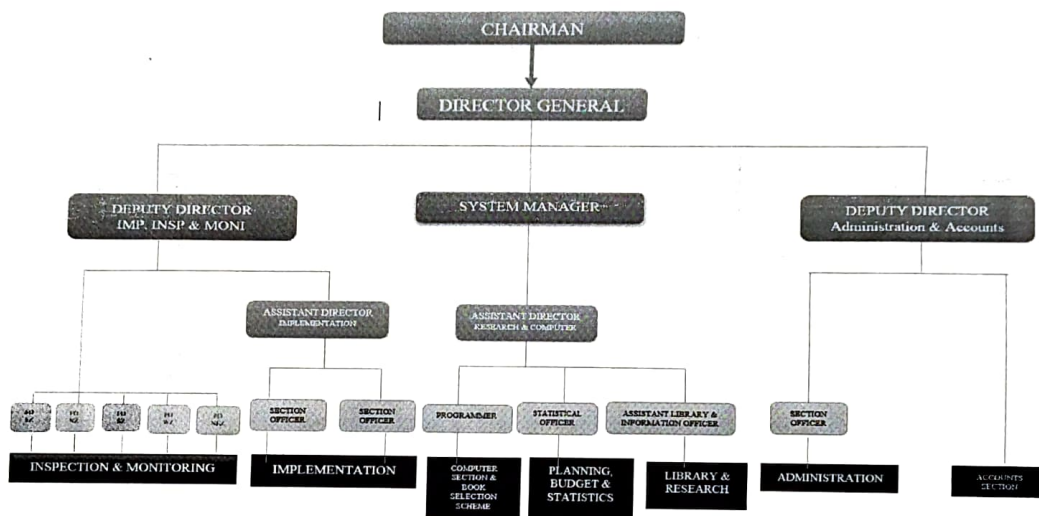 CHAIRMAN
DIRECTOR GENERAL
DEPUTY DIRECTOR
IMP, INSP & MONI
SYSTEM MANAGER
DEPUTY DIRECTOR
Administration & Accounts
ASSISTANT DIRECTOR
IMPLEMENTATION
ASSISTANT DIRECTOR
RESEARCH & COMPUTER
SECTION
OFFICER
SECTION
OFFICER
PROGRAMMER
STATISTICAL
OFFICER
ASSISTANT LIBRARY &
INFORMATION OFFICER
SECTION
OFFICER
INSPECTION & MONITORING
IMPLEMENTATION
COMPUTER
SECTION &
BOOK
SELECTION
SCHEME
PLANNING,
BUDGET &
STATISTICS
LIBRARY &
RESEARCH
ADMINISTRATION
ACCOUNTS
SECTION